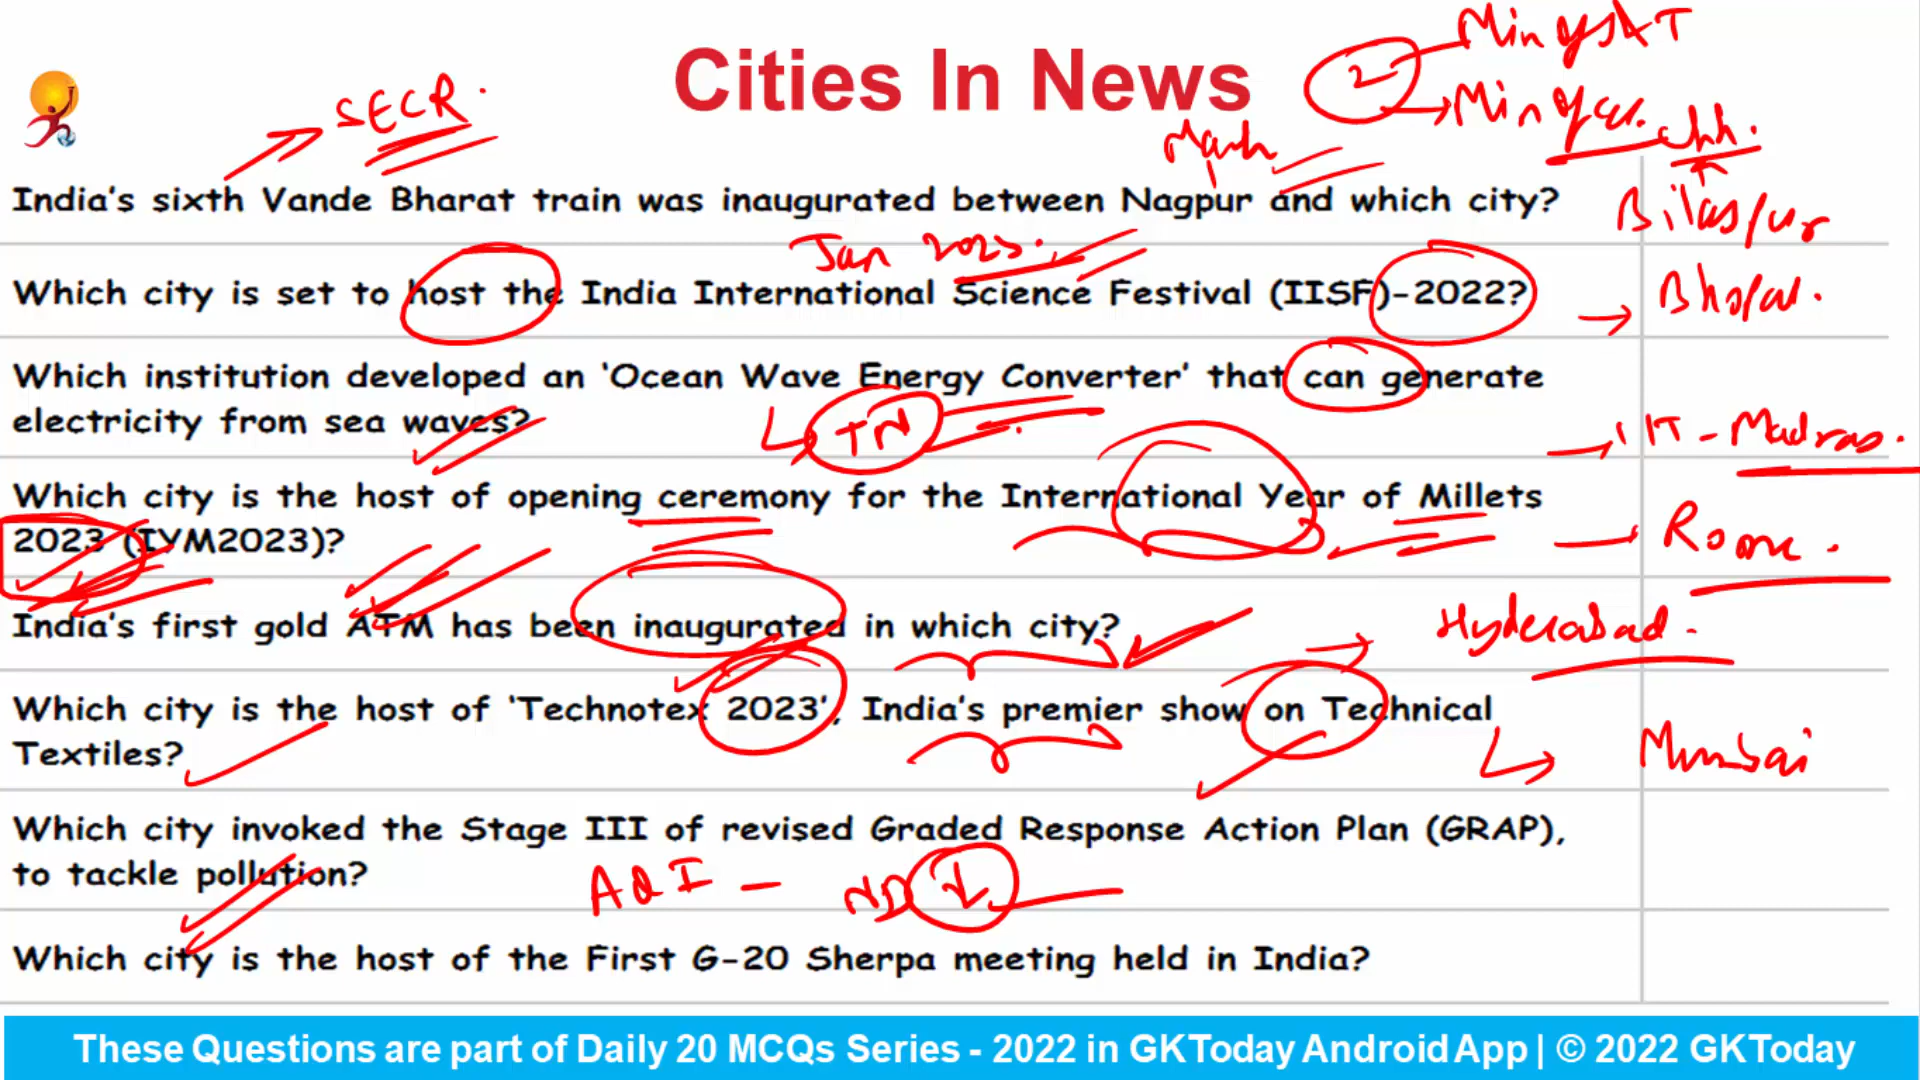 Cities In News
Min of S&T
Min of
SECR.
Mah
Chh.
India's sixth Vande Bharat train was inaugurated between Nagpur and which city?
Bilaspur
Jan 2023.
Which city is set to host the India International Science Festival (IISF)-2022?
Bhopal.
Which institution developed an 'Ocean Wave Energy Converter' that can generate
electricity from sea waves?
TN
IIT - Madras.
Which city is the host of opening ceremony for the International Year of Millets
2023 (IYM2023)?
Rome.
India's first gold ATM has been inaugurated in which city?
Hyderabad.
Which city is the host of 'Technotex 2023', India's premier show on Technical
Textiles?
Mumbai
Which city invoked the Stage III of revised Graded Response Action Plan (GRAP),
to tackle pollution?
AQI -
Which city is the host of the First G-20 Sherpa meeting held in India?
These Questions are part of Daily 20 MCQs Series - 2022 in GKToday Android App | © 2022 GKToday